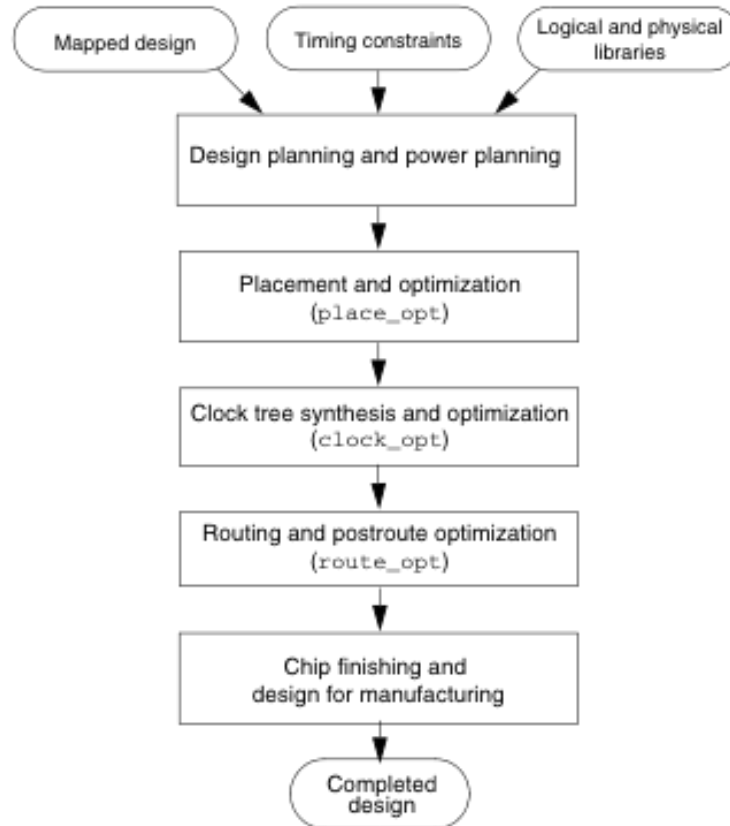 Mapped design
Timing constraints
Logical and physical
libraries
Design planning and power planning
Placement and optimization
(place_opt)
Clock tree synthesis and optimization
(clock_opt)
Routing and postroute optimization
(route_opt)
Chip finishing and
design for manufacturing
Completed
design